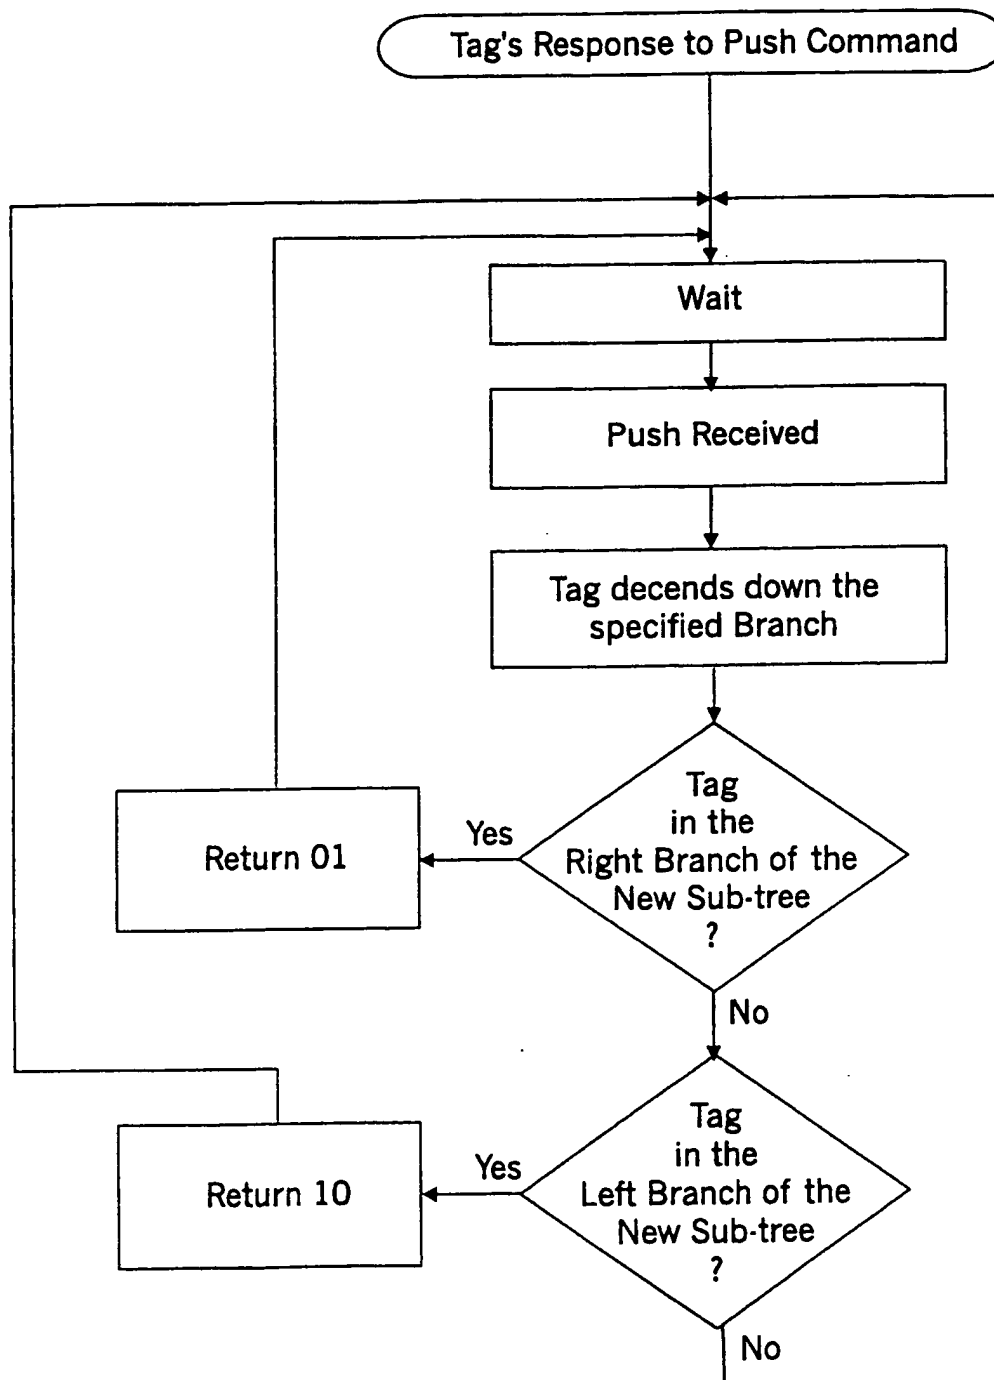 Tag's Response to Push Command
Wait
Push Received
Tag decends down the
specified Branch
Tag
in the
Right Branch of the
New Sub-tree
?
Yes
Return 01
No
Tag
in the
Left Branch of the
New Sub-tree
?
Yes
Return 10
No